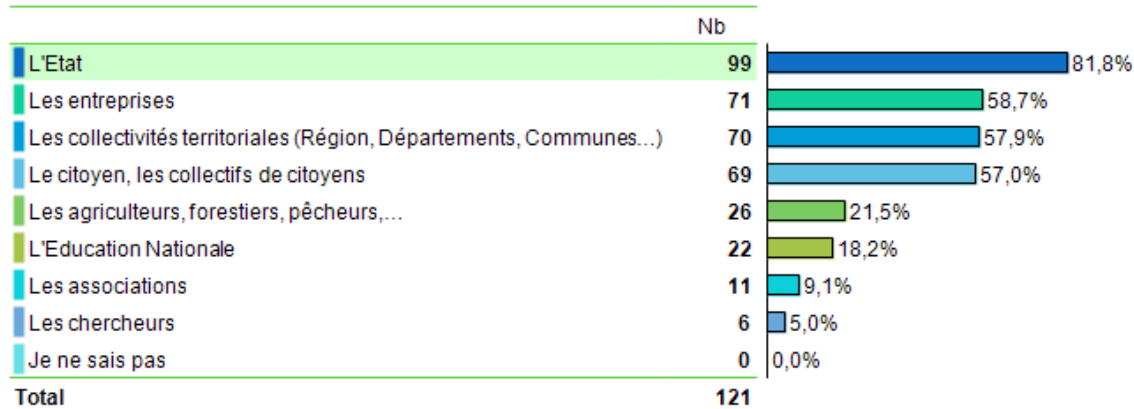 Nb
L'Etat 99 81,8%
Les entreprises 71 58,7%
Les collectivités territoriales (Région, Départements, Communes...) 70 57,9%
Le citoyen, les collectifs de citoyens 69 57,0%
Les agriculteurs, forestiers, pêcheurs,... 26 21,5%
L'Education Nationale 22 18,2%
Les associations 11 9,1%
Les chercheurs 6 5,0%
Je ne sais pas 0 0,0%
Total 121